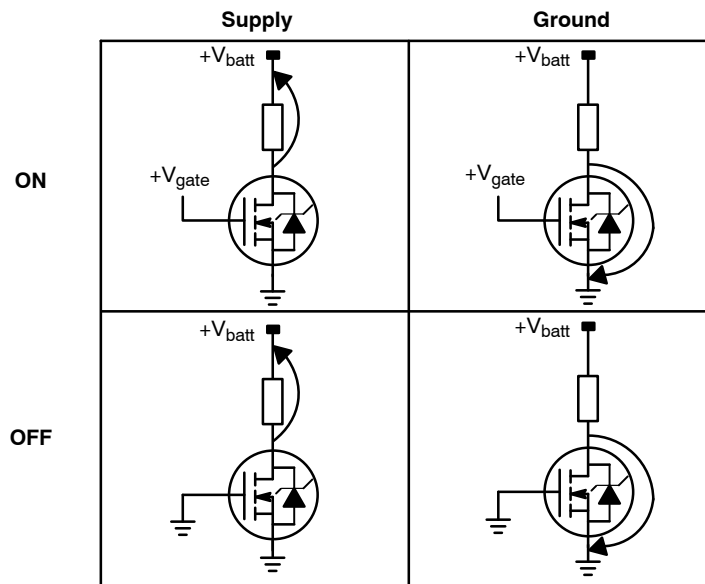 Supply Ground
+V_batt +V_batt
ON +V_gate +V_gate
+V_batt +V_batt
OFF